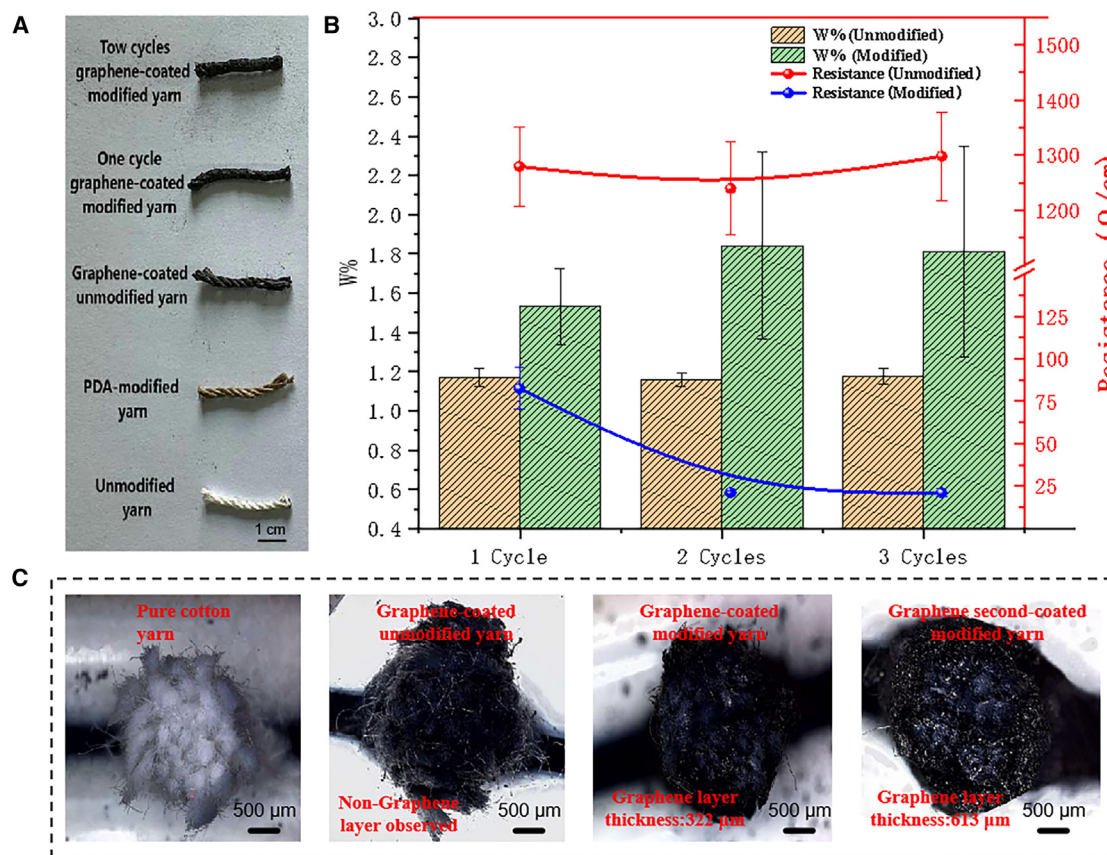 A
Tow cycles
graphene-coated
modified yarn
One cycle
graphene-coated
modified yarn
Graphene-coated
unmodified yarn
PDA-modified
yarn
Unmodified
yarn
1 cm
B
3.0
2.8
2.6
2.4
2.2
2.0
1.8
1.6
1.4
1.2
1.0
0.8
0.6
0.4
W%
W% (Unmodified)
W% (Modified)
Resistance (Unmodified)
Resistance (Modified)
1500
1400
1300
1200
125
100
75
50
25
Resistance (Ω/cm)
1 Cycle
2 Cycles
3 Cycles
C
Pure cotton
yarn
500 μm
Graphene-coated
unmodified yarn
Non-Graphene
layer observed
500 μm
Graphene-coated
modified yarn
Graphene layer
thickness:322 μm
500 μm
Graphene second-coated
modified yarn
Graphene layer
thickness:613 μm
500 μm